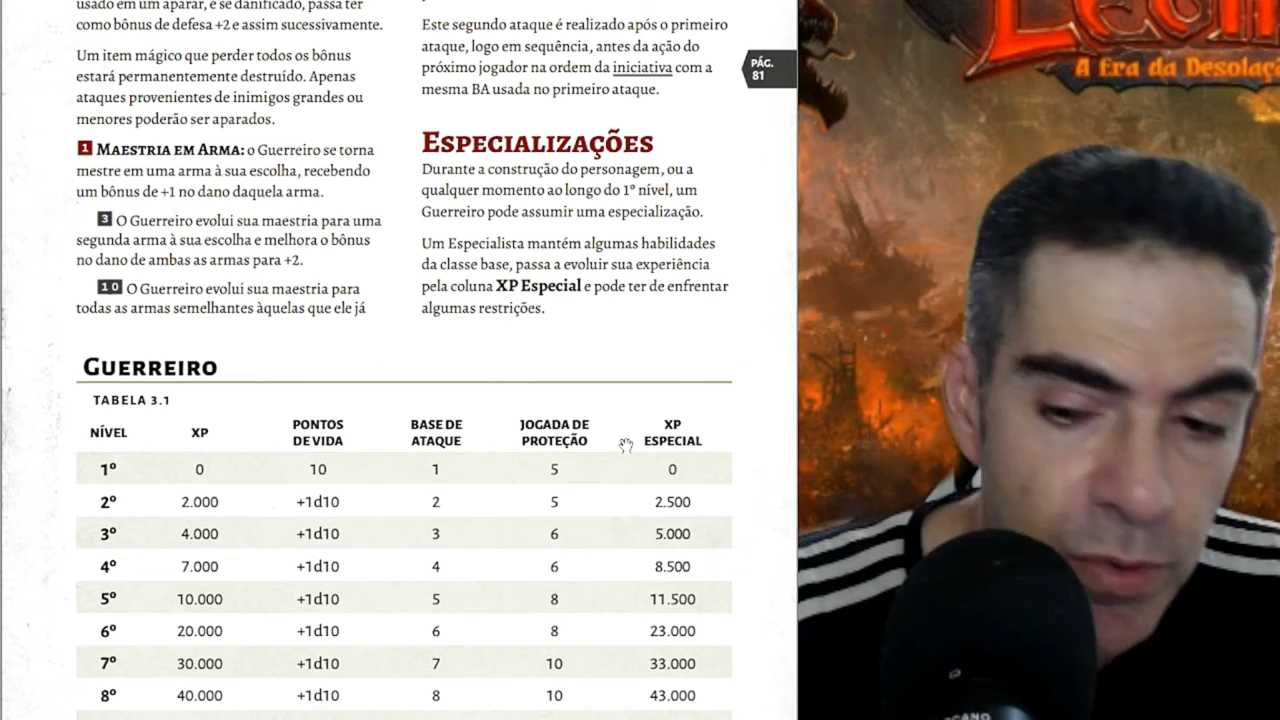 usado em um aparar, e se danificado, passa ter
como bônus de defesa +2 e assim sucessivamente.
Um item mágico que perder todos os bônus
estará permanentemente destruído. Apenas
ataques provenientes de inimigos grandes ou
menores poderão ser aparados.
1 Maestria em Arma: o Guerreiro se torna
mestre em uma arma à sua escolha, recebendo
um bônus de +1 no dano daquela arma.
3 O Guerreiro evolui sua maestria para uma
segunda arma à sua escolha e melhora o bônus
no dano de ambas as armas para +2.
10 O Guerreiro evolui sua maestria para
todas as armas semelhantes àquelas que ele já
Este segundo ataque é realizado após o primeiro
ataque, logo em sequência, antes da ação do
próximo jogador na ordem da iniciativa com a
mesma BA usada no primeiro ataque.
Especializações
Durante a construção do personagem, ou a
qualquer momento ao longo do 1º nível, um
Guerreiro pode assumir uma especialização.
Um Especialista mantém algumas habilidades
da classe base, passa a evoluir sua experiência
pela coluna XP Especial e pode ter de enfrentar
algumas restrições.
PÁG.
81
Guerreiro
TABELA 3.1
NÍVEL XP PONTOS DE VIDA BASE DE ATAQUE JOGADA DE PROTEÇÃO XP ESPECIAL
1º 0 10 1 5 0
2º 2.000 +1d10 2 5 2.500
3º 4.000 +1d10 3 6 5.000
4º 7.000 +1d10 4 6 8.500
5º 10.000 +1d10 5 8 11.500
6º 20.000 +1d10 6 8 23.000
7º 30.000 +1d10 7 10 33.000
8º 40.000 +1d10 8 10 43.000
A Era da